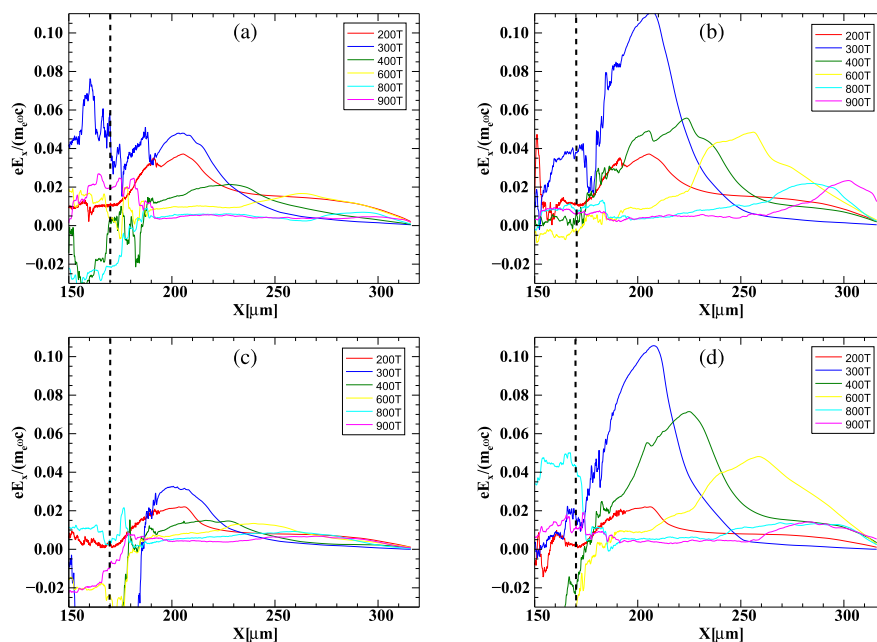 (a)
0.10
0.08
0.06
0.04
0.02
0.00
−0.02
eEₓ/(mₑωc)
200T
300T
400T
600T
800T
900T
150 200 250 300
X[μm]
(b)
0.10
0.08
0.06
0.04
0.02
0.00
−0.02
eEₓ/(mₑωc)
200T
300T
400T
600T
800T
900T
150 200 250 300
X[μm]
(c)
0.10
0.08
0.06
0.04
0.02
0.00
−0.02
eEₓ/(mₑωc)
200T
300T
400T
600T
800T
900T
150 200 250 300
X[μm]
(d)
0.10
0.08
0.06
0.04
0.02
0.00
−0.02
eEₓ/(mₑωc)
200T
300T
400T
600T
800T
900T
150 200 250 300
X[μm]